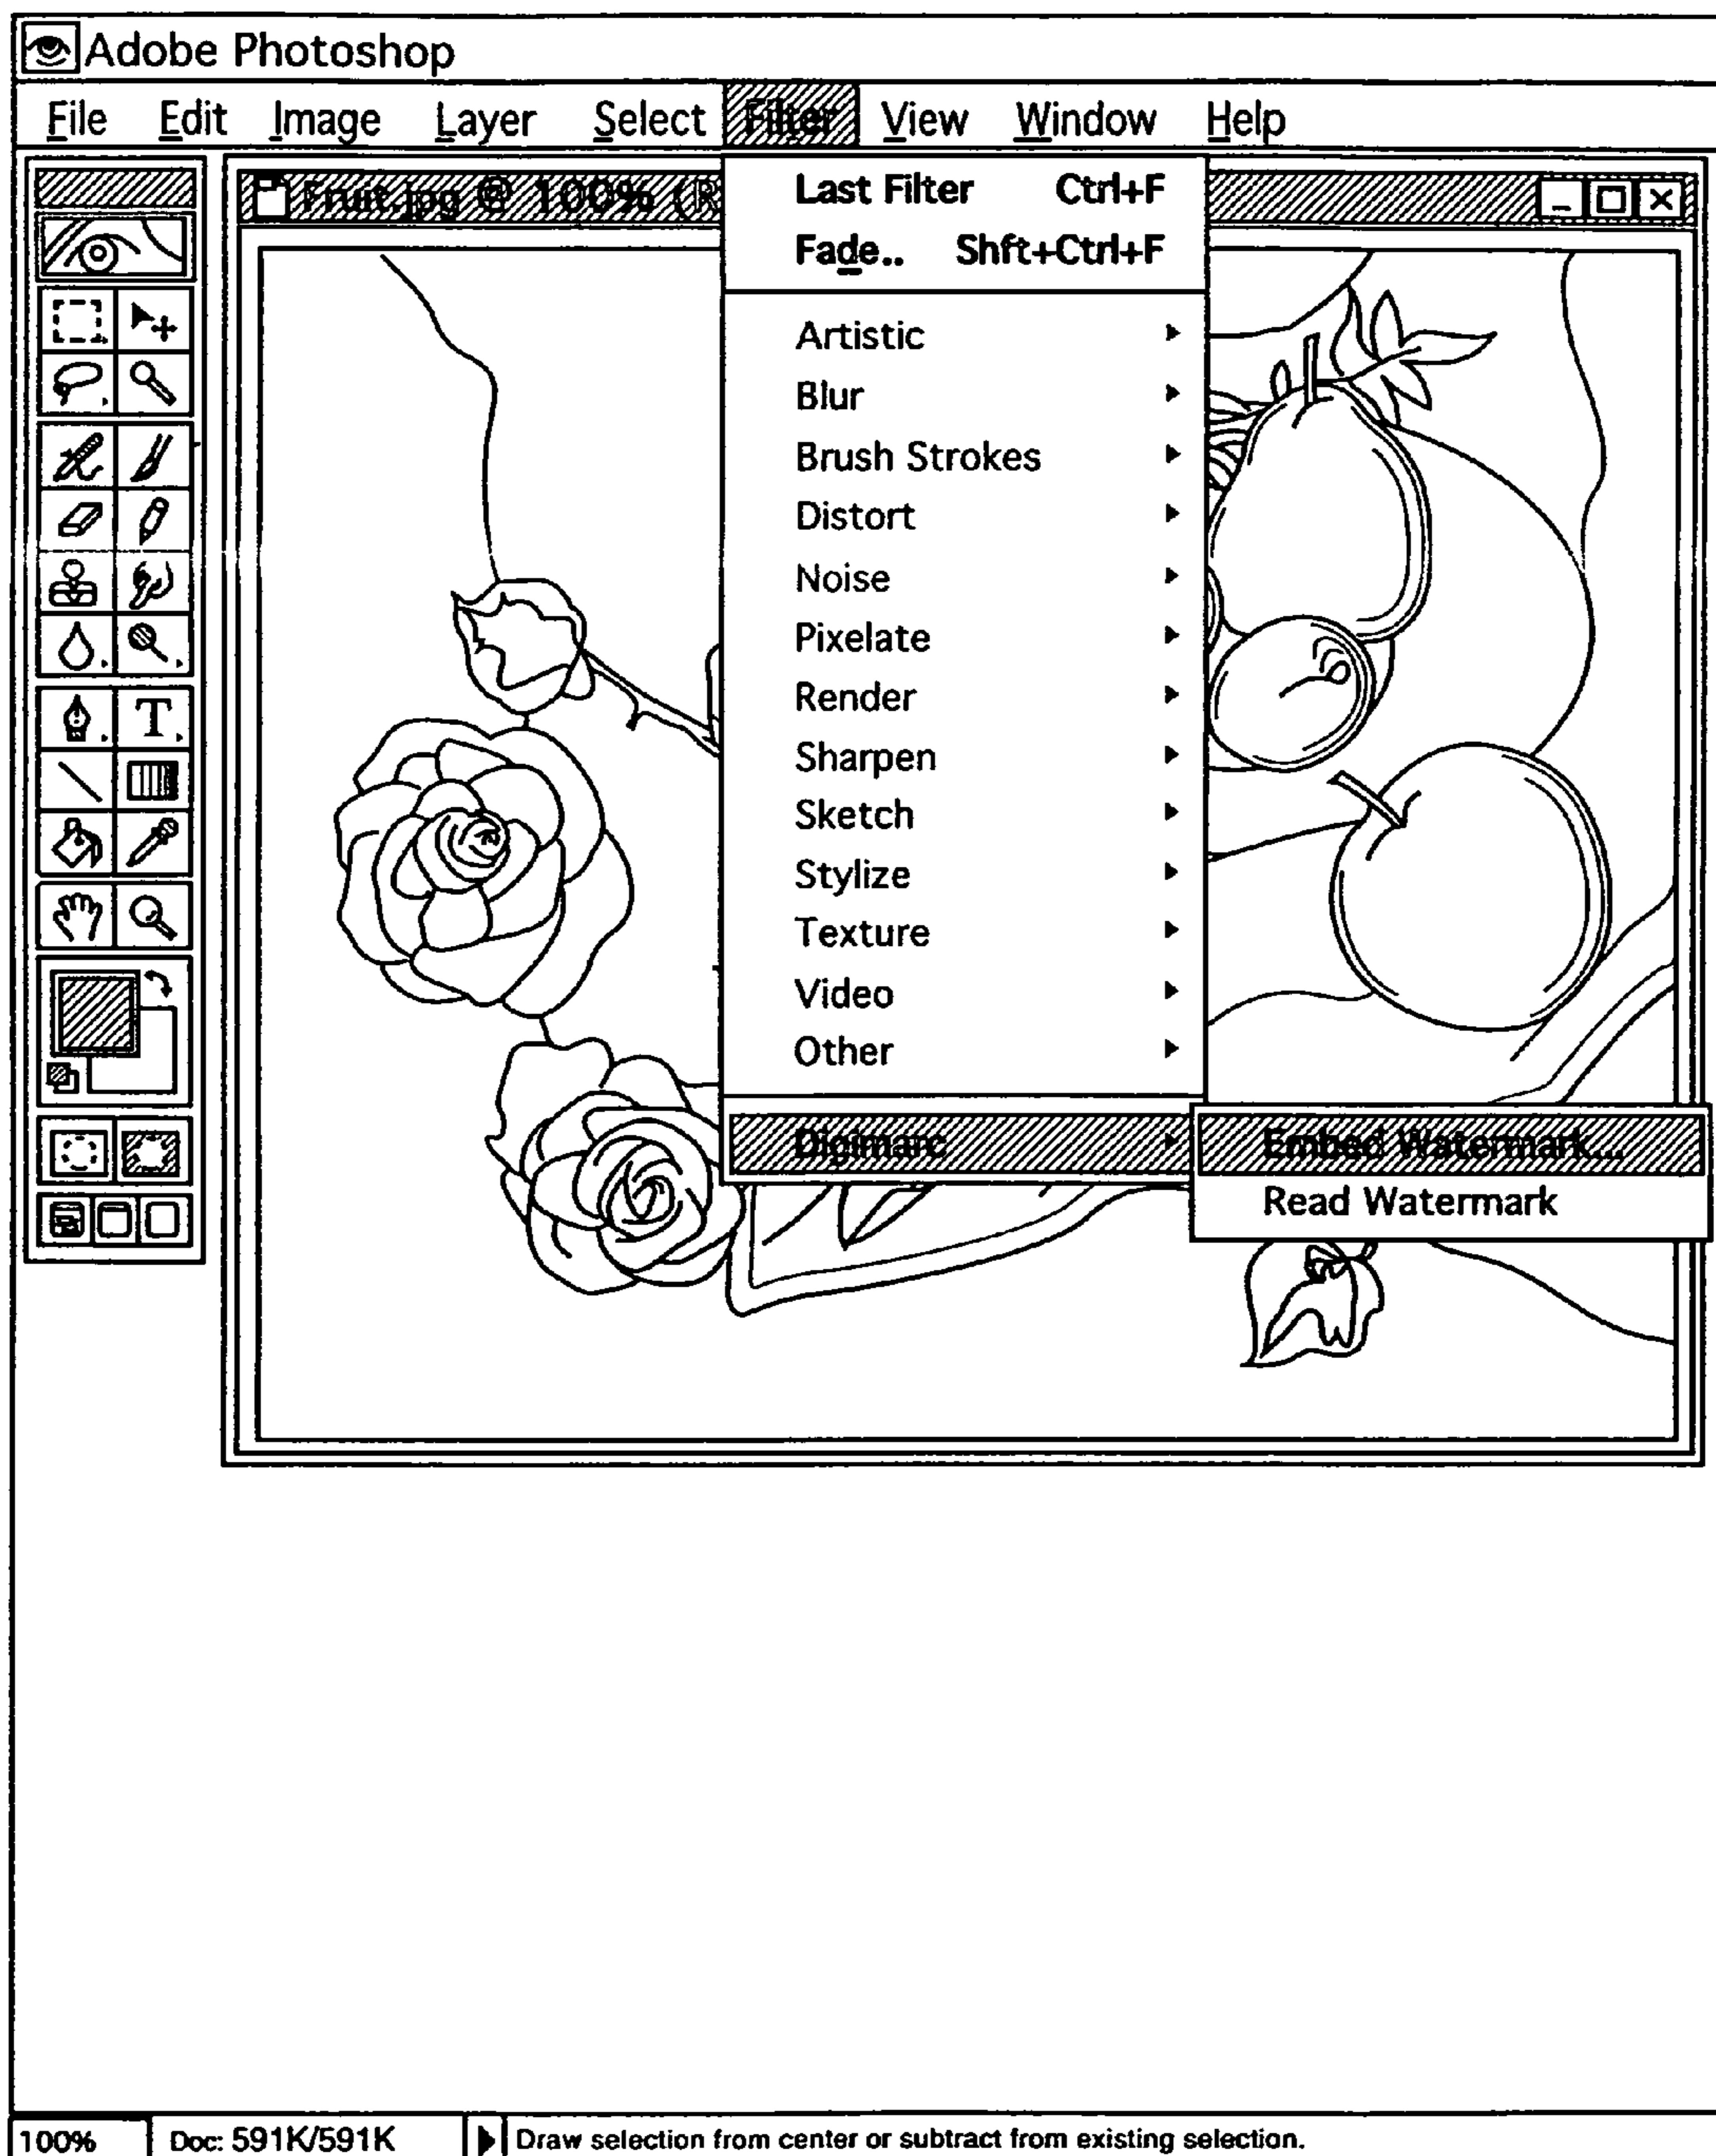 Adobe Photoshop
File Edit Image Layer Select Filter View Window Help
Fruit.jpg @ 100% (R
Last Filter Ctrl+F
Fade.. Shft+Ctrl+F
Artistic
Blur
Brush Strokes
Distort
Noise
Pixelate
Render
Sharpen
Sketch
Stylize
Texture
Video
Other
Digimarc
Embed Watermark...
Read Watermark
T
100% Doc: 591K/591K Draw selection from center or subtract from existing selection.